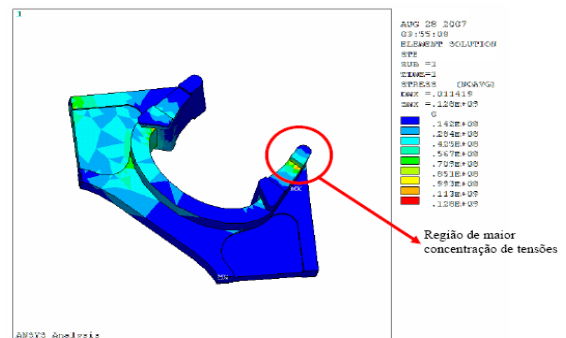 1
AUG 28 2007
03:55:08
ELEMENT SOLUTION
STEP=1
SUB =1
TIME=1
STRESS (NOAVG)
DMX =.011419
SMX =.128E+09
0
.142E+08
.284E+08
.425E+08
.567E+08
.709E+08
.851E+08
.993E+08
.113E+09
.128E+09
MX
MN
Região de maior
concentração de tensões
ANSYS Analysis